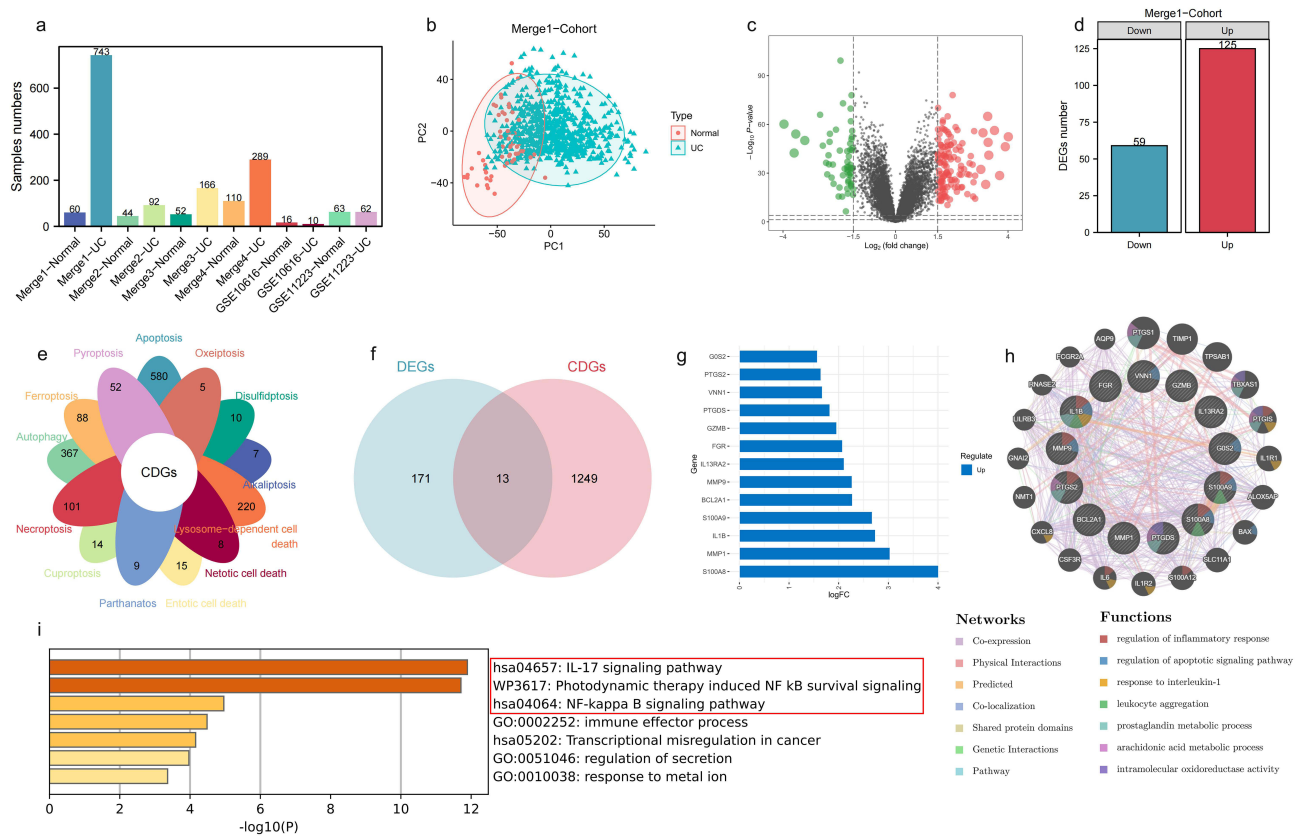 a
Samples numbers
600
400
200
0
60
743
44
92
52
166
110
289
16
10
63
62
Merge1−Normal
Merge1−UC
Merge2−Normal
Merge2−UC
Merge3−Normal
Merge3−UC
Merge4−Normal
Merge4−UC
GSE10616−Normal
GSE10616−UC
GSE11223−Normal
GSE11223−UC
b
Merge1−Cohort
PC2
40
0
−40
−50
0
50
PC1
Type
Normal
UC
c
−Log10 P−value
90
60
30
0
−4
−1.5
0
1.5
4
Log2 (fold change)
d
Merge1−Cohort
Down
Up
DEGs number
125
100
75
50
25
0
59
125
Down
Up
e
Apoptosis
Oxeiptosis
Disulfidptosis
Alkaliptosis
Lysosome−dependent cell
death
Netotic cell death
Entotic cell death
Parthanatos
Cuproptosis
Necroptosis
Autophagy
Ferroptosis
Pyroptosis
580
5
10
7
220
8
15
9
14
101
367
88
52
CDGs
f
DEGs
CDGs
171
13
1249
g
Gene
G0S2
PTGS2
VNN1
PTGDS
GZMB
FGR
IL13RA2
MMP9
BCL2A1
S100A9
IL1B
MMP1
S100A8
0
1
2
3
4
logFC
Regulate
Up
h
PTGS1
TIMP1
TPSAB1
TBXAS1
PTGIS
IL1R1
ALOX5AP
BAX
SLC11A1
S100A12
IL1R2
IL6
CSF3R
CXCL8
NMT1
GNAI2
LILRB3
RNASE2
FCGR2A
AQP9
VNN1
GZMB
IL13RA2
G0S2
S100A9
S100A8
PTGDS
MMP1
BCL2A1
PTGS2
MMP9
IL1B
FGR
Networks
Co-expression
Physical Interactions
Predicted
Co-localization
Shared protein domains
Genetic Interactions
Pathway
Functions
regulation of inflammatory response
regulation of apoptotic signaling pathway
response to interleukin-1
leukocyte aggregation
prostaglandin metabolic process
arachidonic acid metabolic process
intramolecular oxidoreductase activity
i
hsa04657: IL-17 signaling pathway
WP3617: Photodynamic therapy induced NF kB survival signaling
hsa04064: NF-kappa B signaling pathway
GO:0002252: immune effector process
hsa05202: Transcriptional misregulation in cancer
GO:0051046: regulation of secretion
GO:0010038: response to metal ion
0
2
4
6
8
10
12
-log10(P)